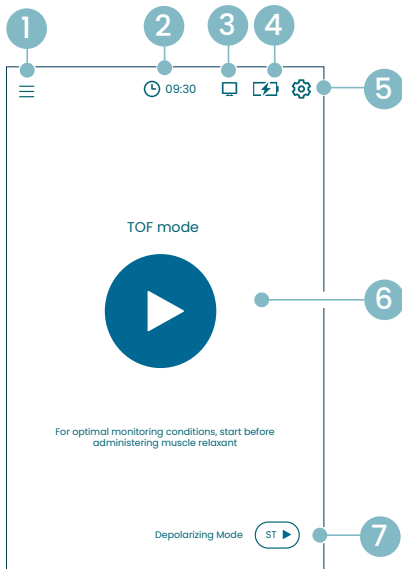 1
2
3
4
5
09:30
TOF mode
6
For optimal monitoring conditions, start before
administering muscle relaxant
Depolarizing Mode
ST
7